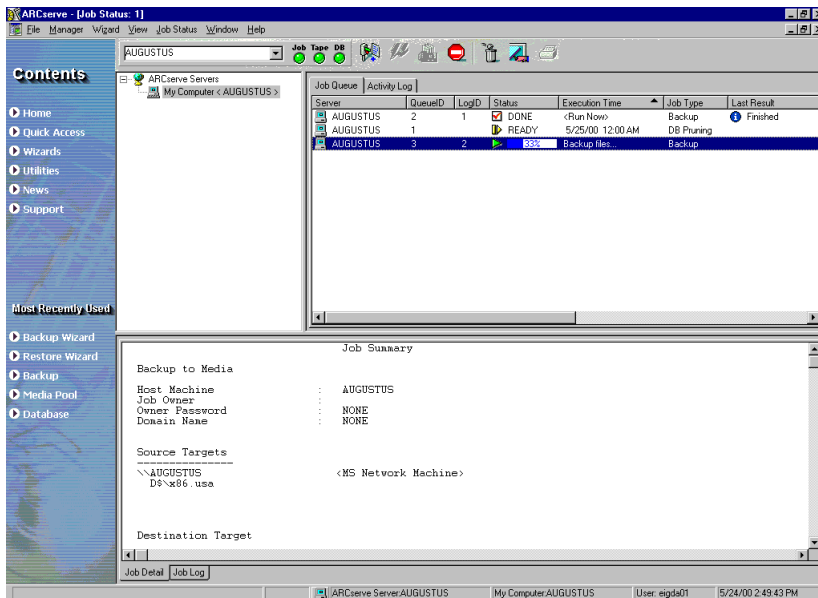 ARCserve - [Job Status: 1]
File Manager Wizard View Job Status Window Help
AUGUSTUS
Job Tape DB
Contents
Home
Quick Access
Wizards
Utilities
News
Support
Most Recently Used
Backup Wizard
Restore Wizard
Backup
Media Pool
Database
ARCserve Servers
My Computer < AUGUSTUS >
Job Queue Activity Log
Server QueueID LogID Status Execution Time Job Type Last Result
AUGUSTUS 2 1 DONE <Run Now> Backup Finished
AUGUSTUS 1 READY 5/25/00 12:00 AM DB Pruning
AUGUSTUS 3 2 33% Backup files... Backup
Job Summary
Backup to Media
Host Machine : AUGUSTUS
Job Owner :
Owner Password : NONE
Domain Name : NONE
Source Targets
---------------
\\AUGUSTUS <MS Network Machine>
D$\x86.usa
Destination Target
Job Detail Job Log
ARCserve Server:AUGUSTUS My Computer:AUGUSTUS User: eigda01 5/24/00 2:49:43 PM